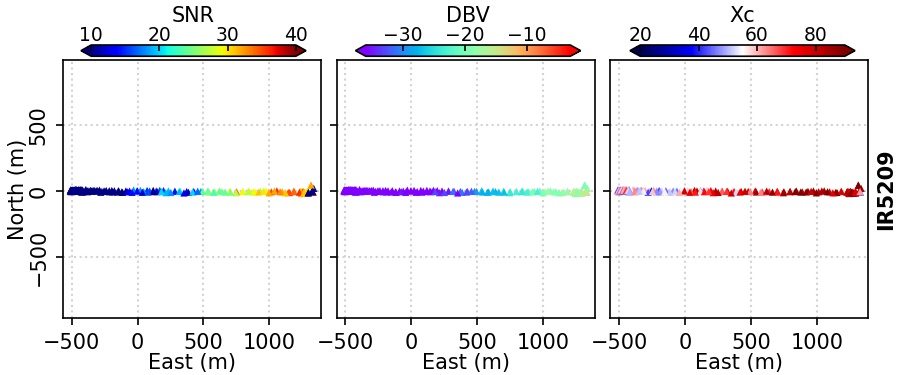 SNR DBV Xc
10 20 30 40 −30 −20 −10 20 40 60 80
500
0
−500
North (m)
IR5209
−500 0 500 1000 −500 0 500 1000 −500 0 500 1000
East (m) East (m) East (m)